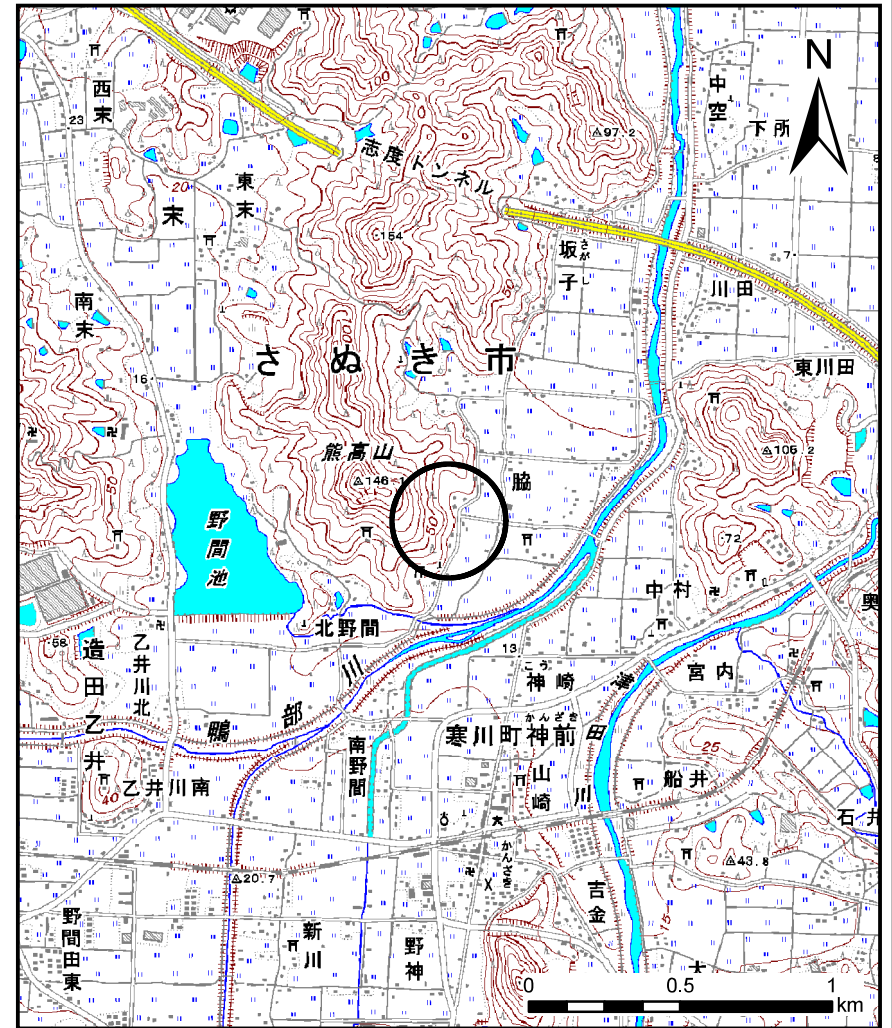 N
西末
23
100
中空
下所
97.2
志度トンネル
20
東末
末
154
坂子
さがし
7
50
川田
南末
16
さぬき市
東川田
熊高山
146.1
105.2
脇
50
50
野間池
72
中村
北野間
58
造田乙井
乙井川北
13
こう
神崎
宮内
奥
津田川
鴨部川
かんざき
寒川町神前
南野間
25
山崎
船井
40
乙井川南
石井
かんざき
43.8
20.7
吉金
15
野間田東
新川
野神
0
0.5
1
km